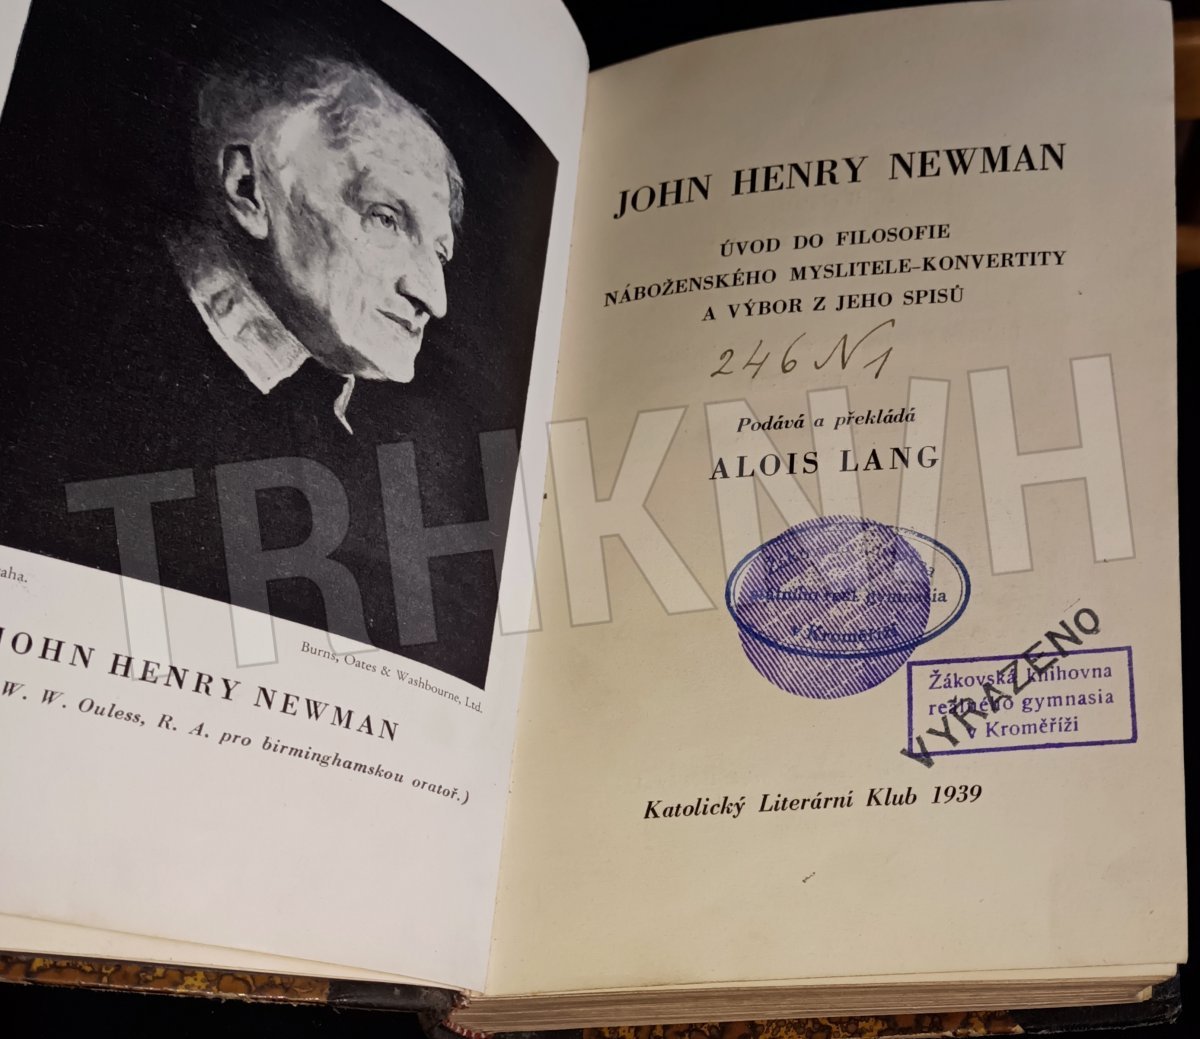 aha.
Burns, Oates & Washbourne, Ltd.
JOHN HENRY NEWMAN
W. W. Ouless, R. A. pro birminghamskou oratoř.)
JOHN HENRY NEWMAN
ÚVOD DO FILOSOFIE
NÁBOŽENSKÉHO MYSLITELE-KONVERTITY
A VÝBOR Z JEHO SPISŮ
246 N1
Podává a překládá
ALOIS LANG
státního reál. gymnasia
v Kroměříži
VYŘAZENO
Žákovská knihovna
reálného gymnasia
v Kroměříži
Katolický Literární Klub 1939
TRHKNIH